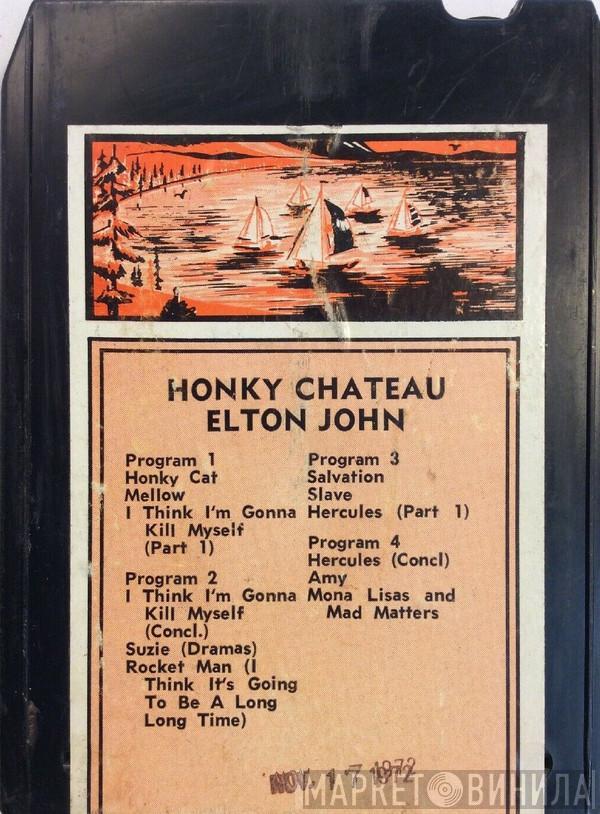 HONKY CHATEAU
ELTON JOHN
Program 1
Honky Cat
Mellow
I Think I'm Gonna
Kill Myself
(Part 1)
Program 2
I Think I'm Gonna
Kill Myself
(Concl.)
Suzie (Dramas)
Rocket Man (I
Think It's Going
To Be A Long
Long Time)
Program 3
Salvation
Slave
Hercules (Part 1)
Program 4
Hercules (Concl)
Amy
Mona Lisas and
Mad Matters
NOV. 17 1972
МАРКЕТ ВИНИЛА